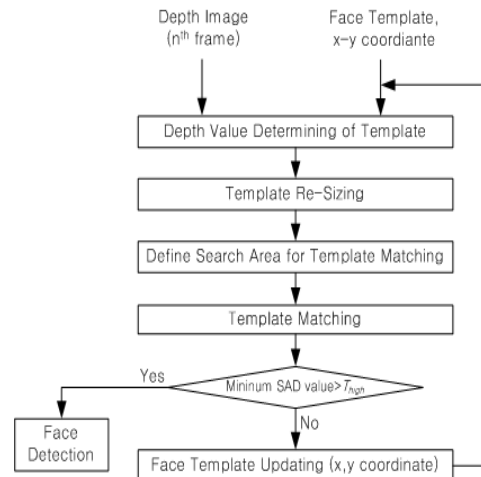 Depth Image
(nth frame)
Face Template,
x-y coordiante
Depth Value Determining of Template
Template Re-Sizing
Define Search Area for Template Matching
Template Matching
Mininum SAD value>Thigh
Yes
No
Face
Detection
Face Template Updating (x,y coordinate)